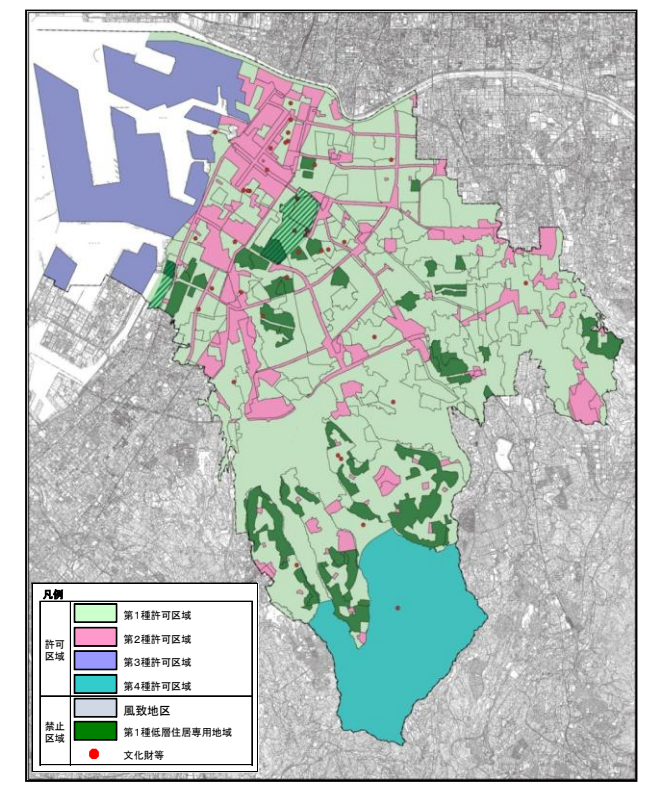 凡例
許可
区域
第1種許可区域
第2種許可区域
第3種許可区域
第4種許可区域
禁止
区域
風致地区
第1種低層住居専用地域
文化財等